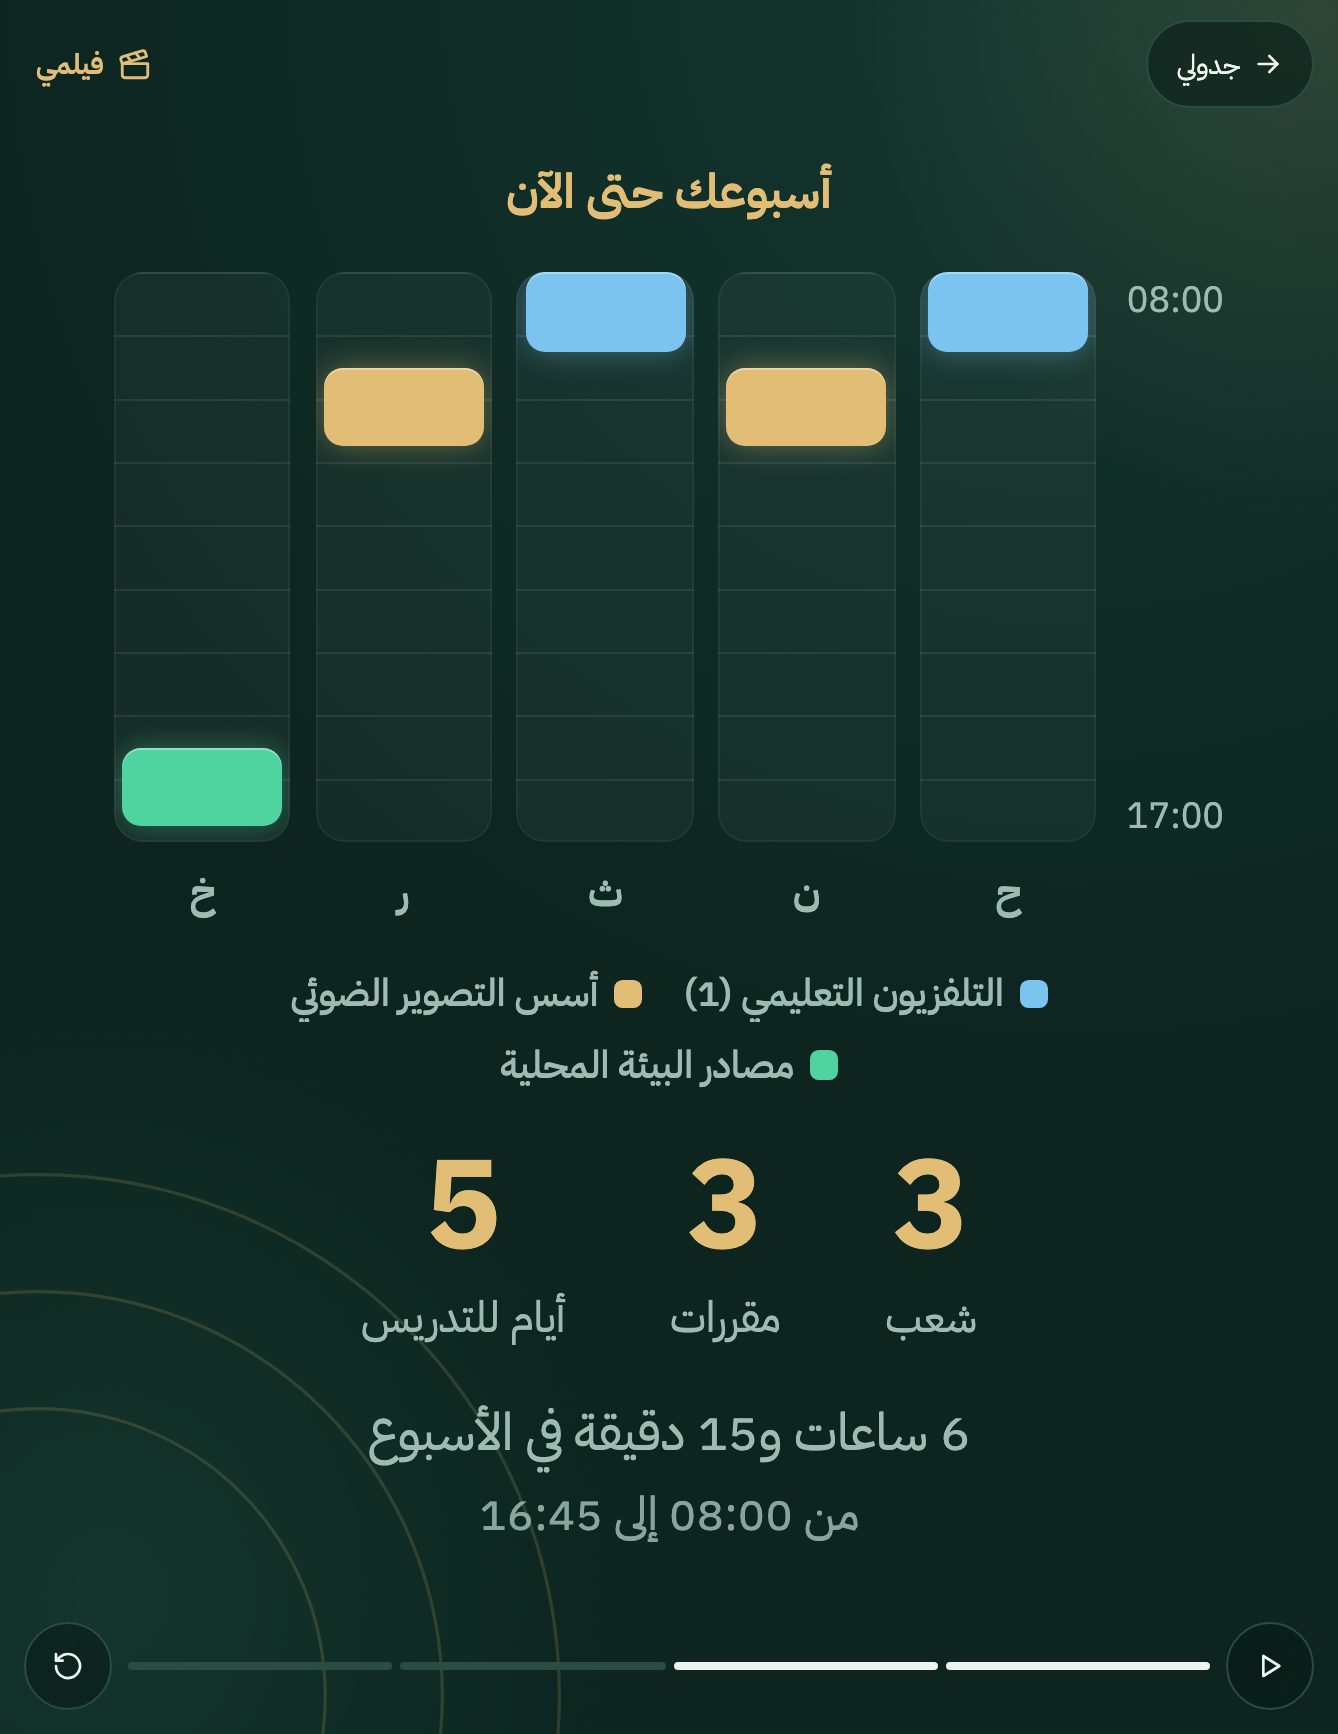 جدولي
فيلمي
أسبوعك حتى الآن
08:00
17:00
ح ن ث ر خ
التلفزيون التعليمي (1) أسس التصوير الضوئي
مصادر البيئة المحلية
3 3 5
شعب مقررات أيام للتدريس
6 ساعات و15 دقيقة في الأسبوع
من 08:00 إلى 16:45